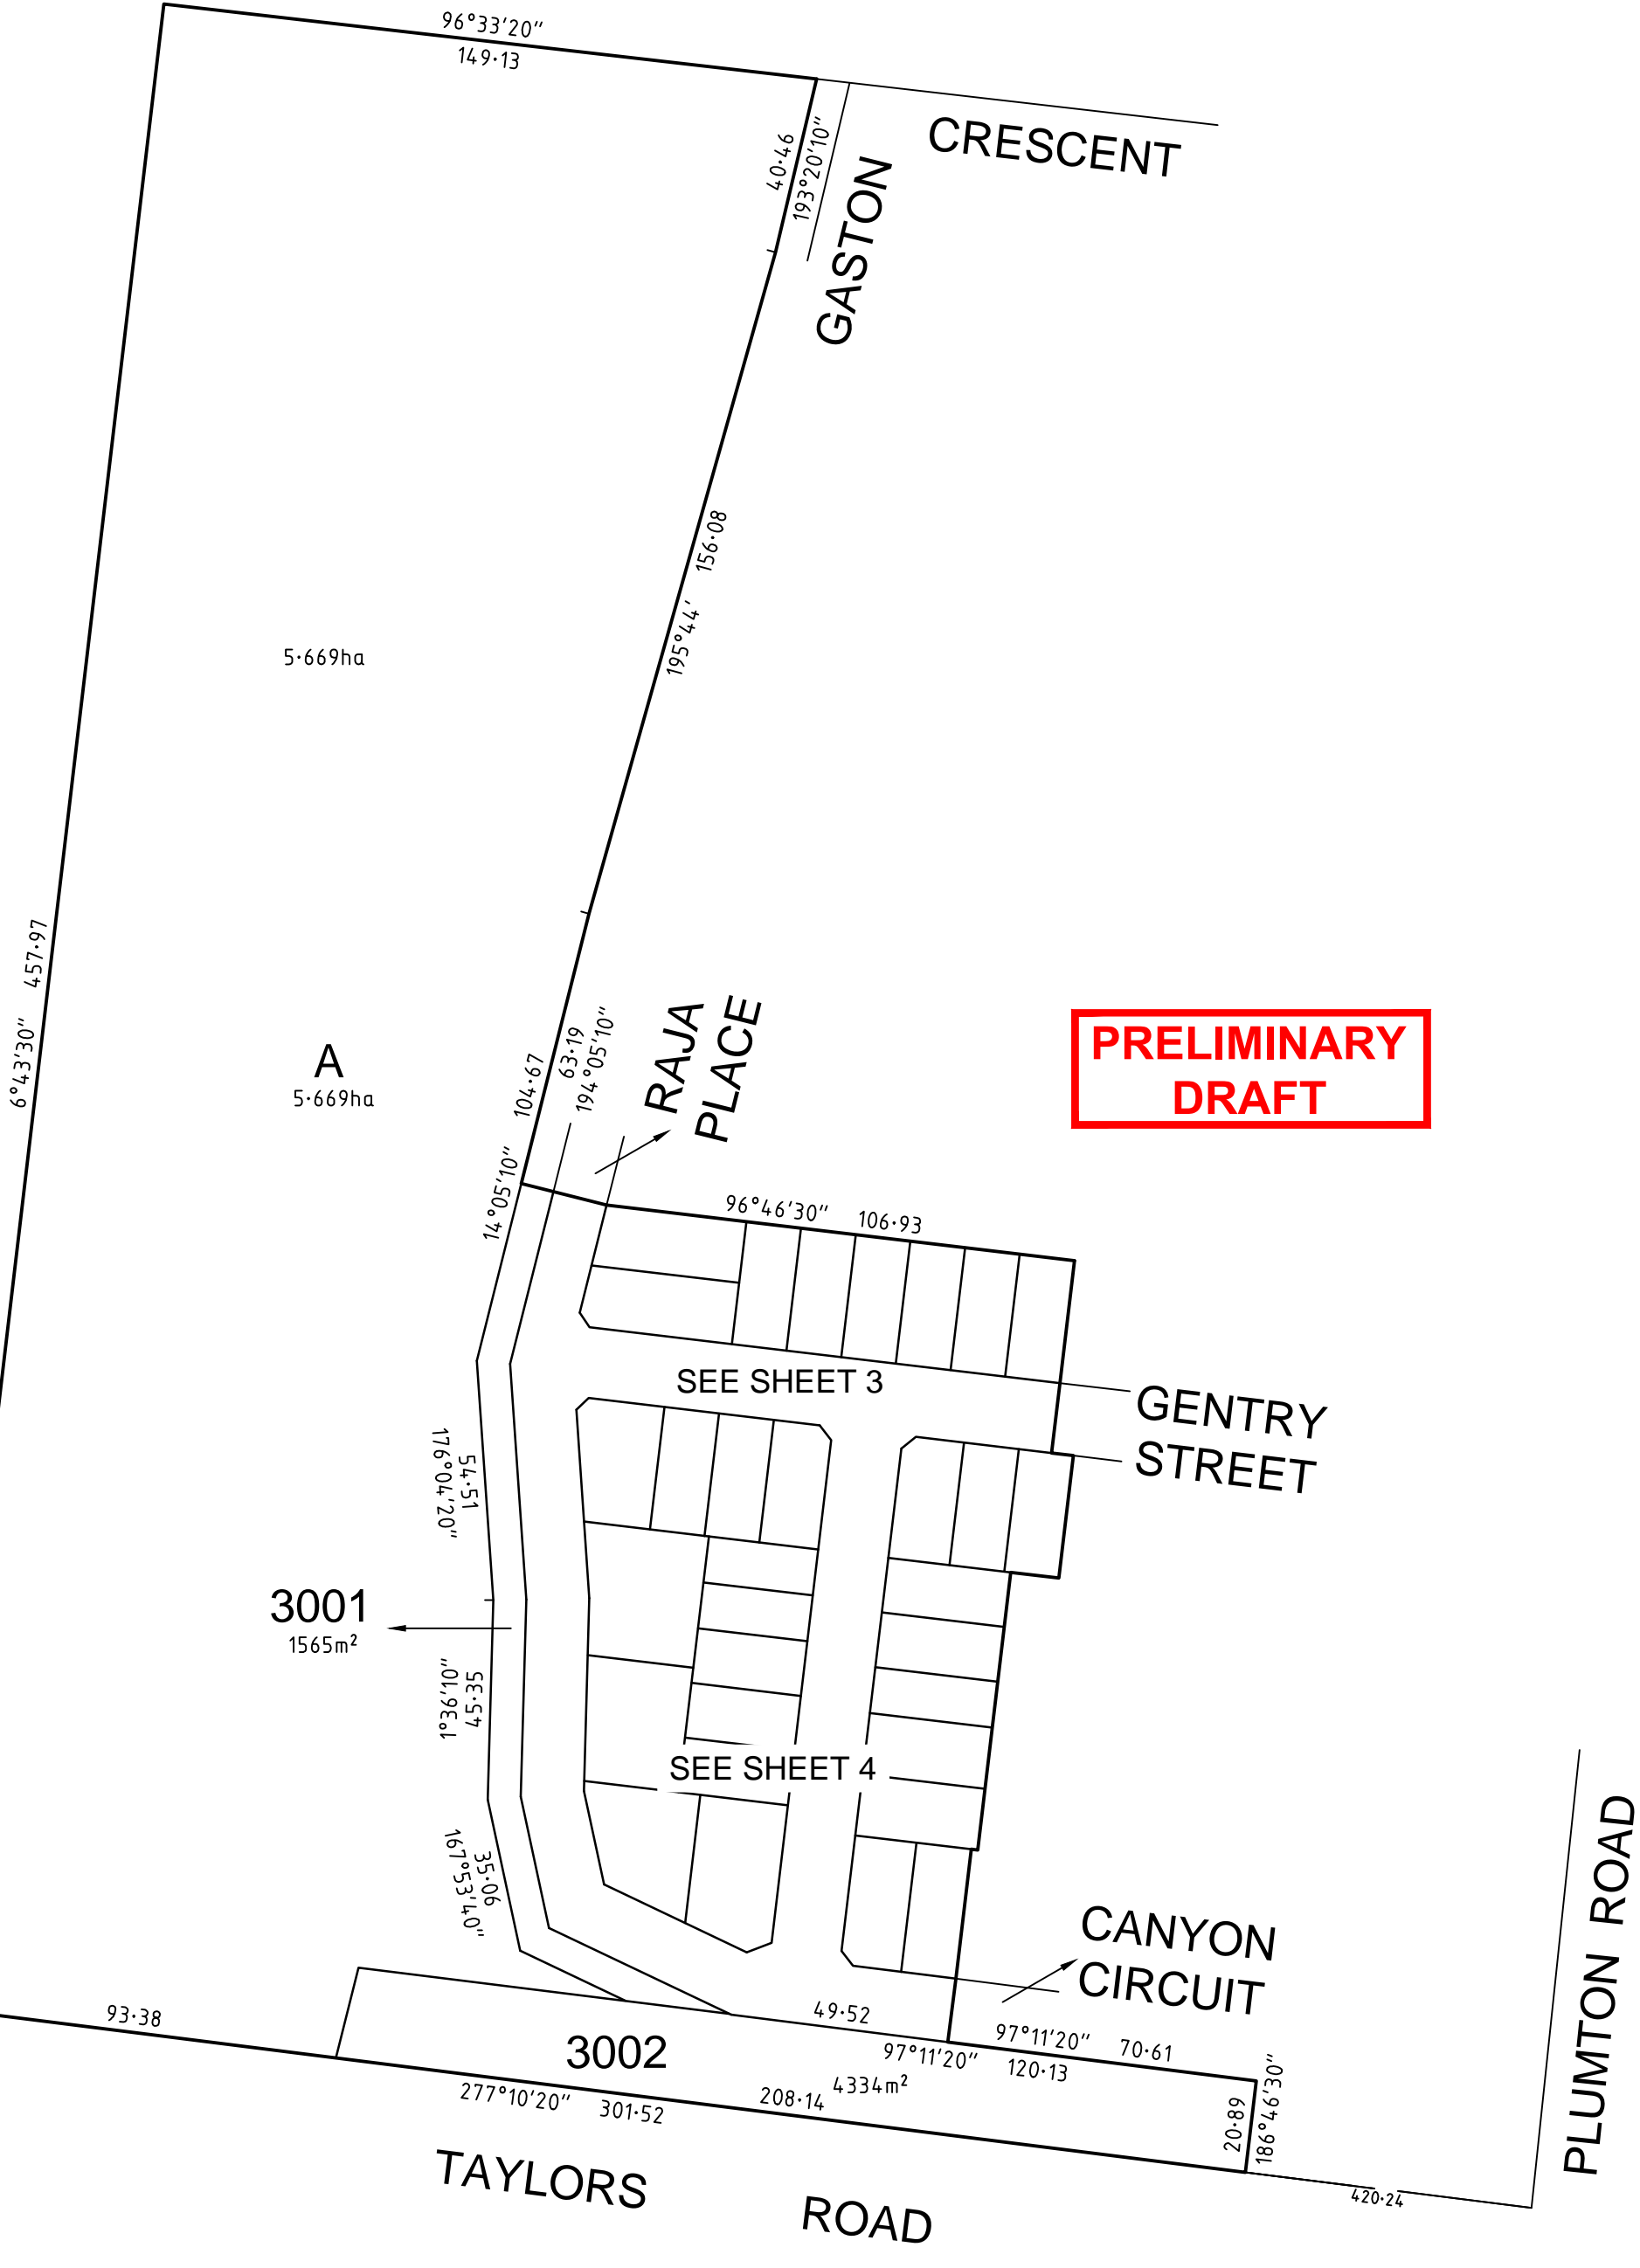 96°33'20"
149·13
CRESCENT
40·46
193°20'10"
GASTON
156·08
195°44'
5·669ha
457·97
6°43'30"
A
5·669ha
104·67
14°05'10"
63·19
194°05'10"
RAJA
PLACE
PRELIMINARY
DRAFT
96°46'30" 106·93
SEE SHEET 3
GENTRY
STREET
54·51
176°04'20"
3001
1565m²
1°36'10"
45·35
SEE SHEET 4
35·06
167°53'40"
CANYON
CIRCUIT
PLUMTON ROAD
93·38
49·52
3002
97°11'20" 70·61
97°11'20" 120·13
4334m²
277°10'20" 301·52
208·14
20·89
186°46'30"
420·24
TAYLORS ROAD